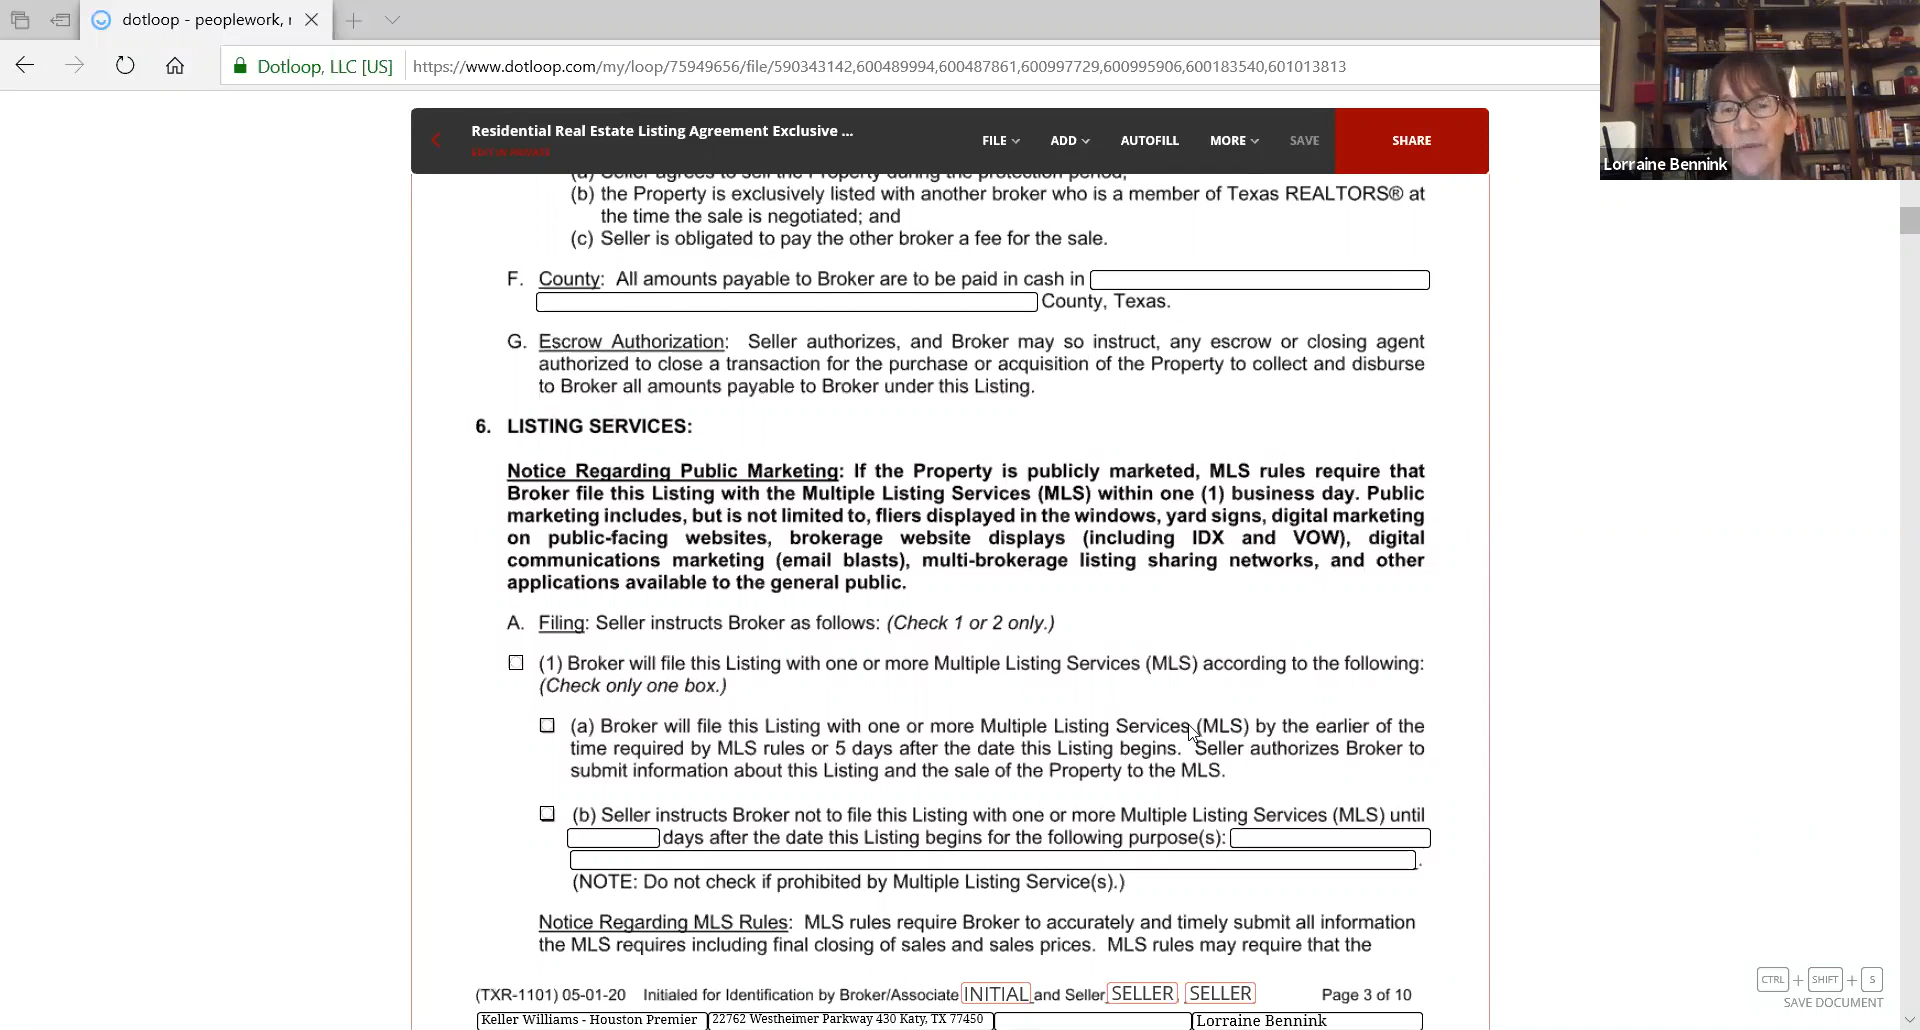 dotloop - peoplework, r
Dotloop, LLC [US]
https://www.dotloop.com/my/loop/75949656/file/590343142,600489994,600487861,600997729,600995906,600183540,601013813
Lorraine Bennink
Residential Real Estate Listing Agreement Exclusive ...
EDIT IN PRIVATE
FILE
ADD
AUTOFILL
MORE
SAVE
SHARE
(a) Seller agrees to sell the Property during the protection period;
(b) the Property is exclusively listed with another broker who is a member of Texas REALTORS® at
the time the sale is negotiated; and
(c) Seller is obligated to pay the other broker a fee for the sale.
F. County: All amounts payable to Broker are to be paid in cash in
County, Texas.
G. Escrow Authorization: Seller authorizes, and Broker may so instruct, any escrow or closing agent
authorized to close a transaction for the purchase or acquisition of the Property to collect and disburse
to Broker all amounts payable to Broker under this Listing.
6. LISTING SERVICES:
Notice Regarding Public Marketing: If the Property is publicly marketed, MLS rules require that
Broker file this Listing with the Multiple Listing Services (MLS) within one (1) business day. Public
marketing includes, but is not limited to, fliers displayed in the windows, yard signs, digital marketing
on public-facing websites, brokerage website displays (including IDX and VOW), digital
communications marketing (email blasts), multi-brokerage listing sharing networks, and other
applications available to the general public.
A. Filing: Seller instructs Broker as follows: (Check 1 or 2 only.)
(1) Broker will file this Listing with one or more Multiple Listing Services (MLS) according to the following:
(Check only one box.)
(a) Broker will file this Listing with one or more Multiple Listing Services (MLS) by the earlier of the
time required by MLS rules or 5 days after the date this Listing begins. Seller authorizes Broker to
submit information about this Listing and the sale of the Property to the MLS.
(b) Seller instructs Broker not to file this Listing with one or more Multiple Listing Services (MLS) until
days after the date this Listing begins for the following purpose(s):
.
(NOTE: Do not check if prohibited by Multiple Listing Service(s).)
Notice Regarding MLS Rules: MLS rules require Broker to accurately and timely submit all information
the MLS requires including final closing of sales and sales prices. MLS rules may require that the
(TXR-1101) 05-01-20 Initialed for Identification by Broker/Associate INITIAL and Seller SELLER, SELLER Page 3 of 10
Keller Williams - Houston Premier 22762 Westheimer Parkway 430 Katy, TX 77450 Lorraine Bennink
CTRL + SHIFT + S
SAVE DOCUMENT